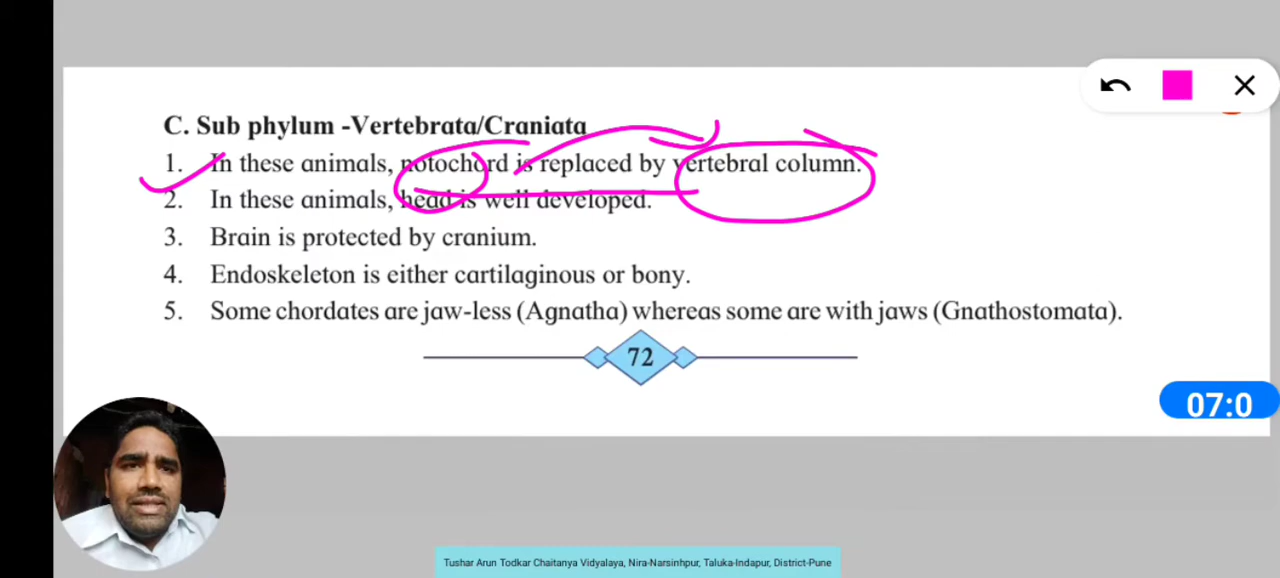 C. Sub phylum -Vertebrata/Craniata
1. In these animals, notochord is replaced by vertebral column.
2. In these animals, head is well developed.
3. Brain is protected by cranium.
4. Endoskeleton is either cartilaginous or bony.
5. Some chordates are jaw-less (Agnatha) whereas some are with jaws (Gnathostomata).
72
07:0
Tushar Arun Todkar Chaitanya Vidyalaya, Nira-Narsinhpur, Taluka-Indapur, District-Pune